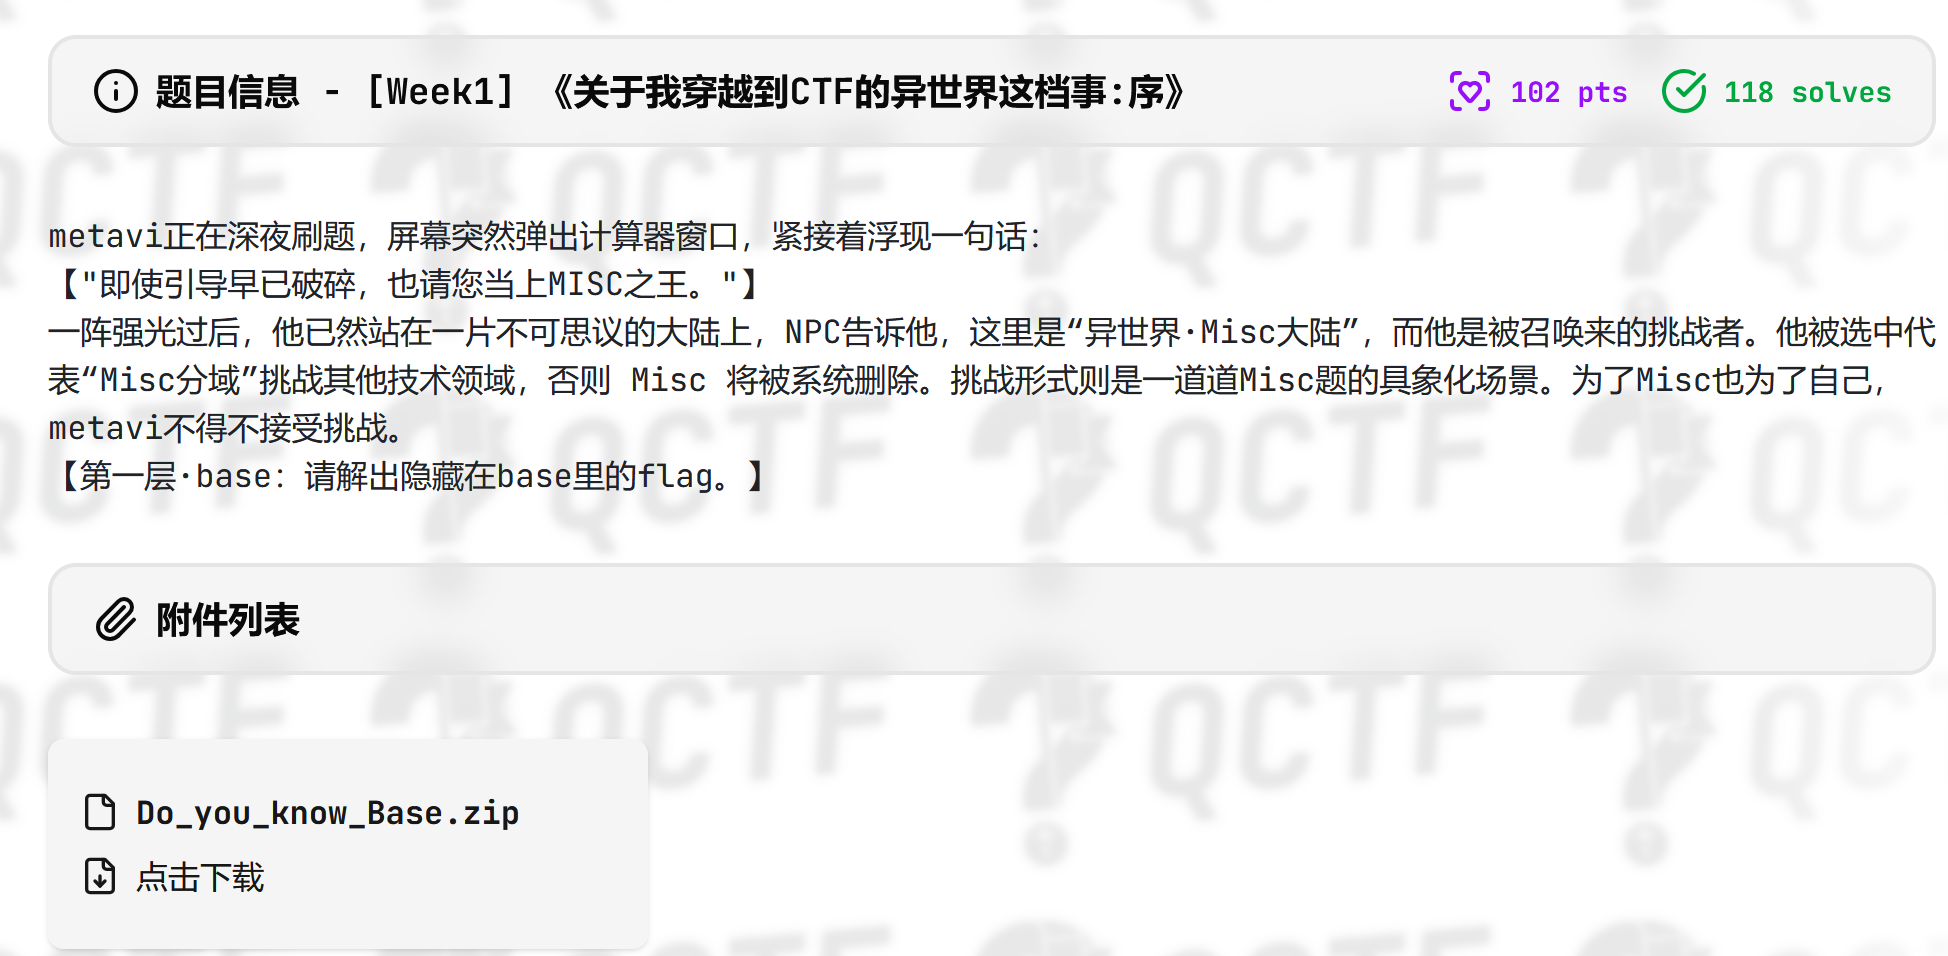 题目信息 - [Week1] 《关于我穿越到CTF的异世界这档事:序》 102 pts 118 solves
metavi正在深夜刷题，屏幕突然弹出计算器窗口，紧接着浮现一句话：
【"即使引导早已破碎，也请您当上MISC之王。"】
一阵强光过后，他已然站在一片不可思议的大陆上，NPC告诉他，这里是“异世界·Misc大陆”，而他是被召唤来的挑战者。他被选中代
表“Misc分域”挑战其他技术领域，否则 Misc 将被系统删除。挑战形式则是一道道Misc题的具象化场景。为了Misc也为了自己，
metavi不得不接受挑战。
【第一层·base：请解出隐藏在base里的flag。】
附件列表
Do_you_know_Base.zip
点击下载